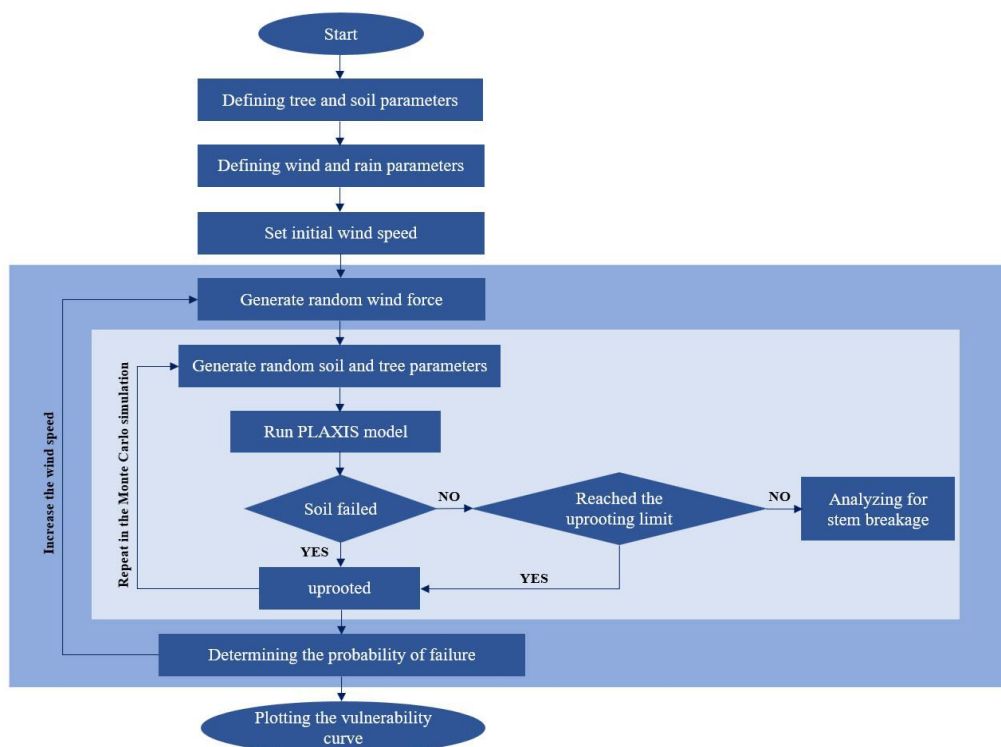 Start
Defining tree and soil parameters
Defining wind and rain parameters
Set initial wind speed
Generate random wind force
Increase the wind speed
Generate random soil and tree parameters
Repeat in the Monte Carlo simulation
Run PLAXIS model
Soil failed
NO
Reached the
uprooting limit
NO
Analyzing for
stem breakage
YES
YES
uprooted
Determining the probability of failure
Plotting the vulnerability
curve